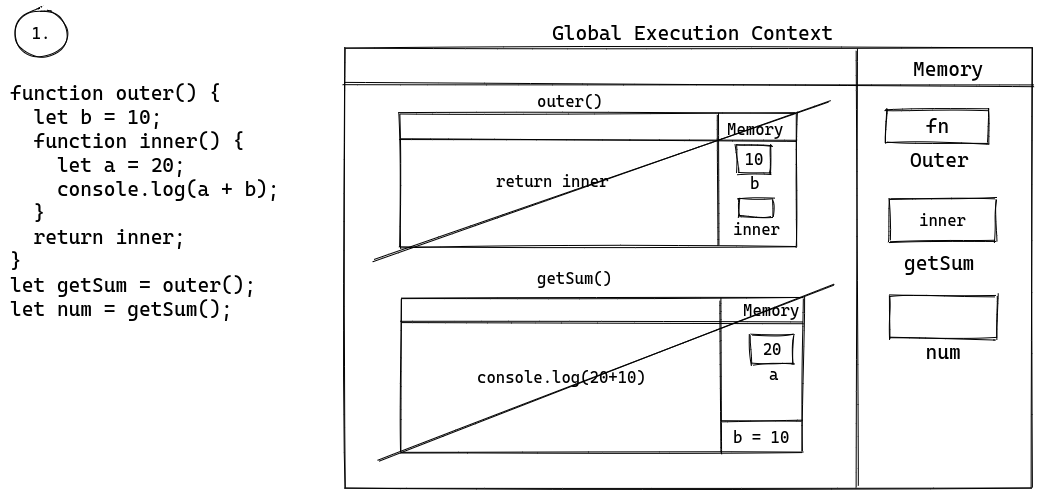 1.
function outer() {
  let b = 10;
  function inner() {
    let a = 20;
    console.log(a + b);
  }
  return inner;
}
let getSum = outer();
let num = getSum();
Global Execution Context
Memory
outer()
Memory
return inner
10
b
inner
getSum()
Memory
console.log(20+10)
20
a
b = 10
fn
Outer
inner
getSum
num